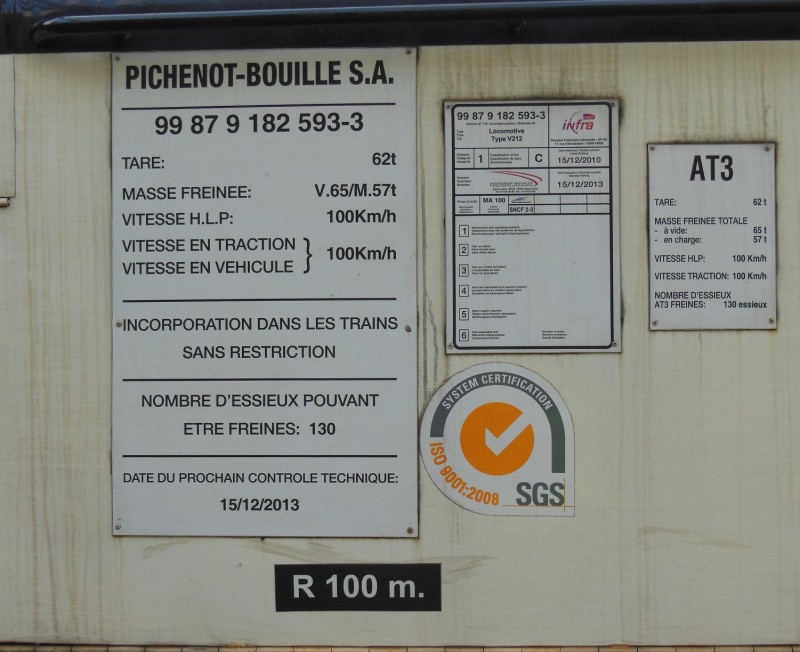 PICHENOT-BOUILLE S.A.
99 87 9 182 593-3
TARE: 62t
MASSE FREINEE: V.65/M.57t
VITESSE H.L.P: 100Km/h
VITESSE EN TRACTION
VITESSE EN VEHICULE } 100Km/h
INCORPORATION DANS LES TRAINS
SANS RESTRICTION
NOMBRE D'ESSIEUX POUVANT
ETRE FREINES: 130
DATE DU PROCHAIN CONTROLE TECHNIQUE:
15/12/2013
99 87 9 182 593-3
infra
Locomotive
Type V212
1 C 15/12/2010
PICHENOT-BOUILLE 15/12/2013
MA 100
SNCF 2-3
1
2
3
4
5
6
AT3
TARE: 62 t
MASSE FREINEE TOTALE
- à vide: 65 t
- en charge: 57 t
VITESSE HLP: 100 Km/h
VITESSE TRACTION: 100 Km/h
NOMBRE D'ESSIEUX
AT3 FREINES: 130 essieux
SYSTEM CERTIFICATION
ISO 9001:2008
SGS
R 100 m.